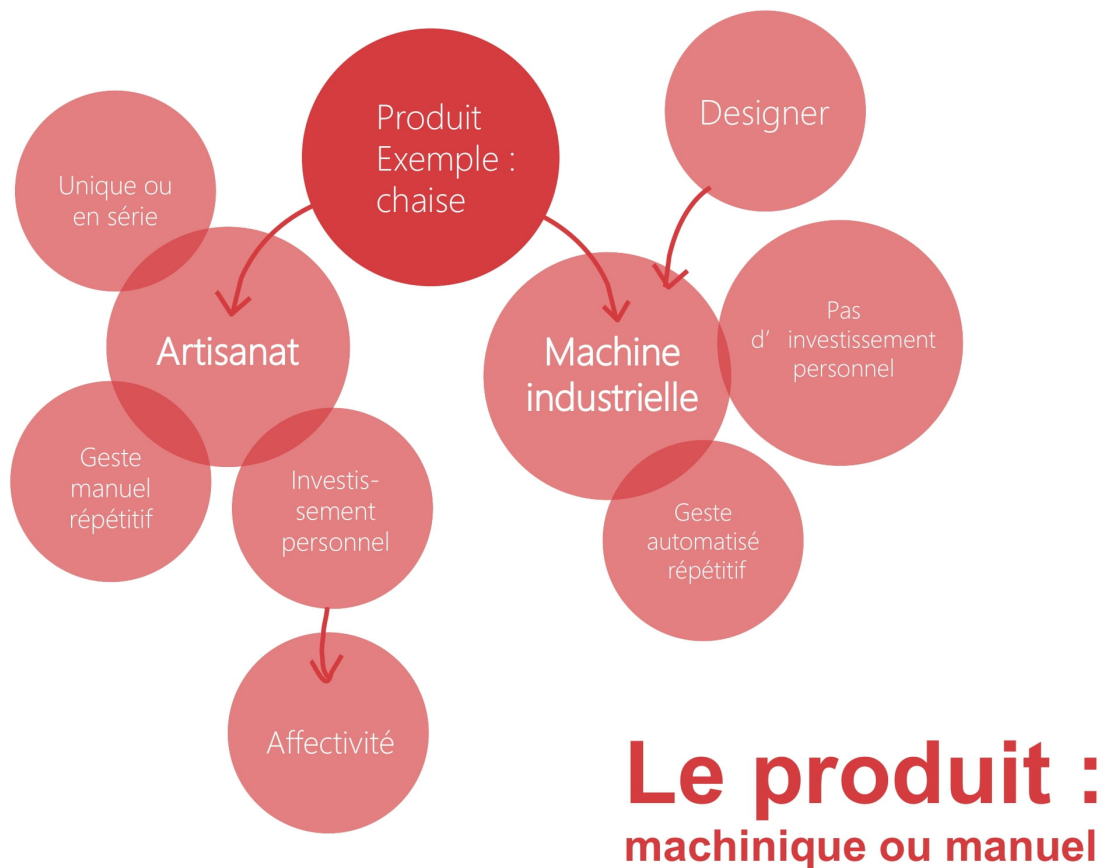 Produit
Exemple :
chaise
Designer
Unique ou
en série
Artisanat
Machine
industrielle
Pas
d’ investissement
personnel
Geste
manuel
répétitif
Investis-
sement
personnel
Geste
automatisé
répétitif
Affectivité
Le produit :
machinique ou manuel